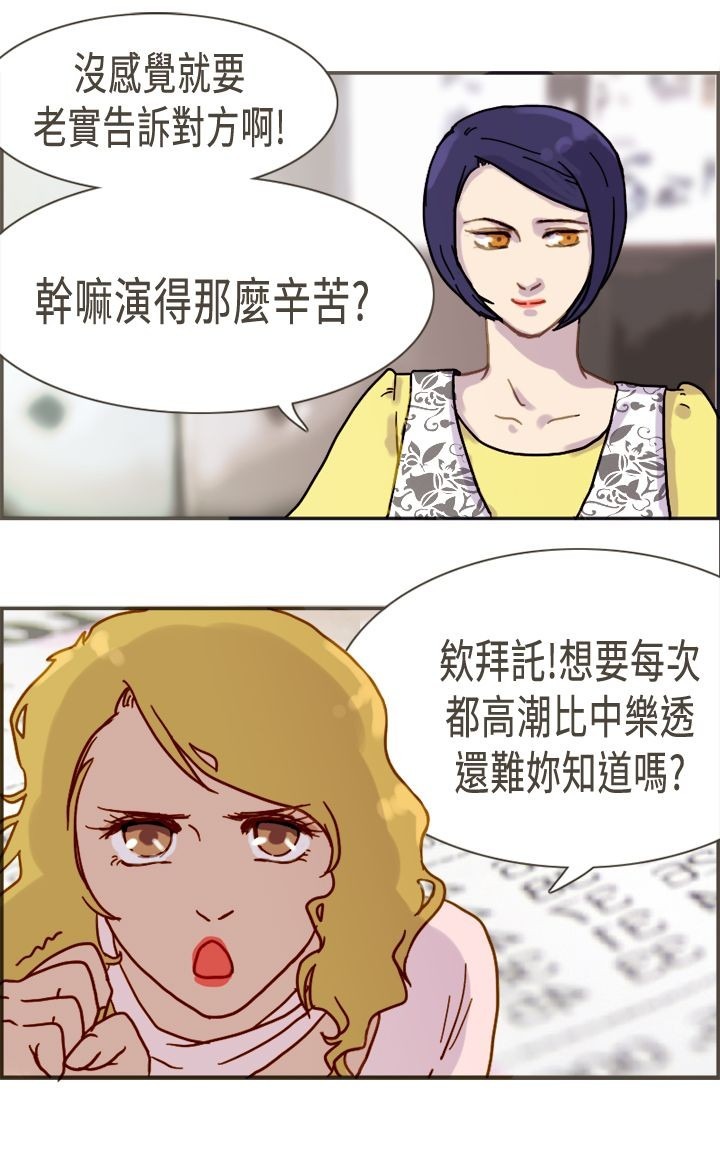 沒感覺就要
老實告訴對方啊!
幹嘛演得那麼辛苦?
欸拜託!想要每次
都高潮比中樂透
還難妳知道嗎?